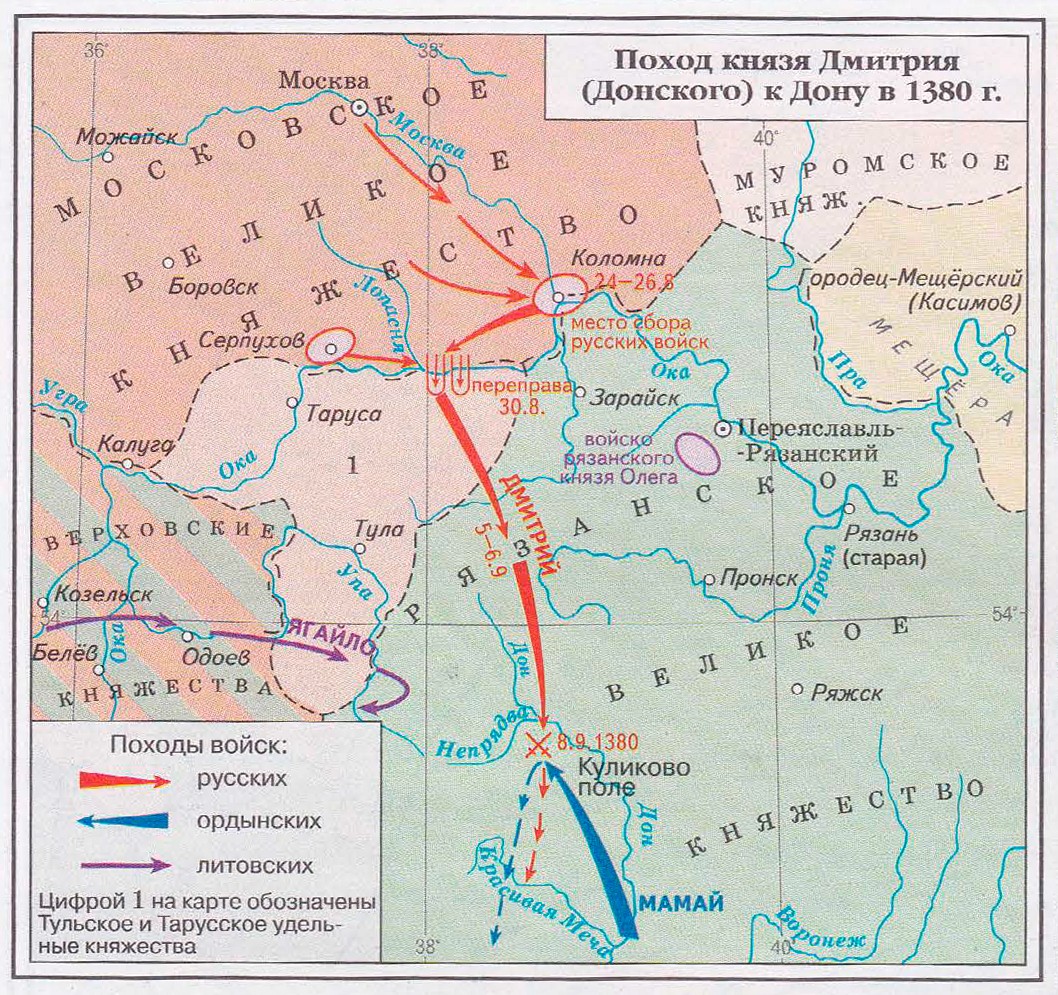 Поход князя Дмитрия
(Донского) к Дону в 1380 г.
36°
38°
40°
Москва
Можайск
Москва
МОСКОВСКОЕ
ВЕЛИКОЕ
КНЯЖЕСТВО
МУРОМСКОЕ
КНЯЖ.
Боровск
Лопасня
Коломна
24–26.8
место сбора
русских войск
Городец-Мещёрский
(Касимов)
МЕЩЁРА
Серпухов
переправа
30.8.
Ока
Пра
Ока
Угра
Таруса
Зарайск
Калуга
Ока
1
войско
рязанского
князя Олега
Переяславль-
-Рязанский
ДМИТРИЙ
5–6.9
3
РЯЗАНСКОЕ
ВЕРХОВСКИЕ
Тула
Упа
Рязань
(старая)
Проня
Пронск
Козельск
54°
54°
ЯГАЙЛО
Белёв
Ока
Одоев
КНЯЖЕСТВА
Дон
ВЕЛИКОЕ
Ряжск
Непрядва
8.9.1380
Куликово
поле
КНЯЖЕСТВО
Дон
Красивая Меча
МАМАЙ
Воронеж
38°
40°
Походы войск:
русских
ордынских
литовских
Цифрой 1 на карте обозначены
Тульское и Тарусское удель-
ные княжества